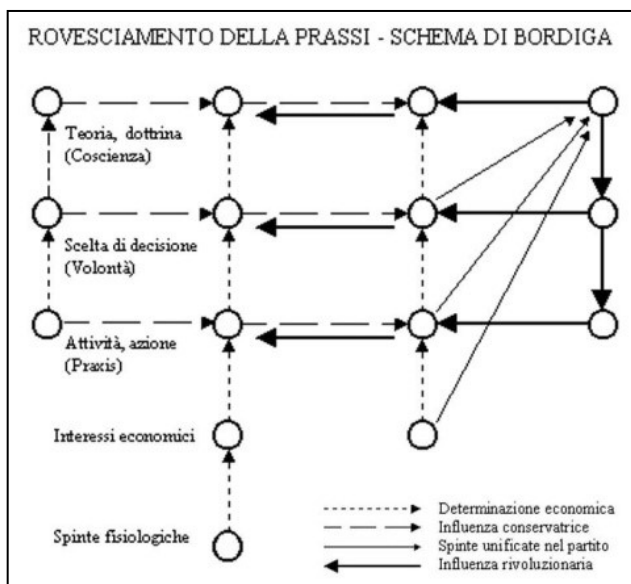 ROVESCIAMENTO DELLA PRASSI - SCHEMA DI BORDIGA
Teoria, dottrina
(Coscienza)
Scelta di decisione
(Volontà)
Attività, azione
(Praxis)
Interessi economici
Spinte fisiologiche
Determinazione economica
Influenza conservatrice
Spinte unificate nel partito
Influenza rivoluzionaria